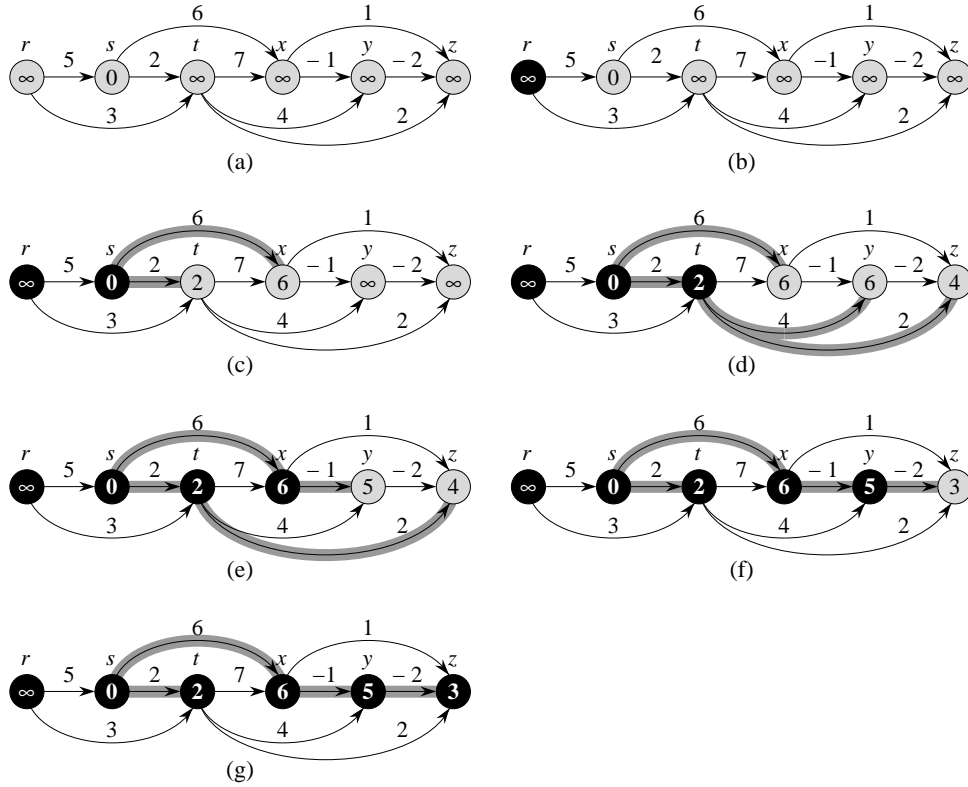 6 1
r s t x y z
5 2 7 −1 −2
∞ 0 ∞ ∞ ∞ ∞
3 4 2
(a)
6 1
r s t x y z
5 2 7 −1 −2
∞ 0 ∞ ∞ ∞ ∞
3 4 2
(b)
6 1
r s t x y z
5 2 7 −1 −2
∞ 0 2 6 ∞ ∞
3 4 2
(c)
6 1
r s t x y z
5 2 7 −1 −2
∞ 0 2 6 6 4
3 4 2
(d)
6 1
r s t x y z
5 2 7 −1 −2
∞ 0 2 6 5 4
3 4 2
(e)
6 1
r s t x y z
5 2 7 −1 −2
∞ 0 2 6 5 3
3 4 2
(f)
6 1
r s t x y z
5 2 7 −1 −2
∞ 0 2 6 5 3
3 4 2
(g)